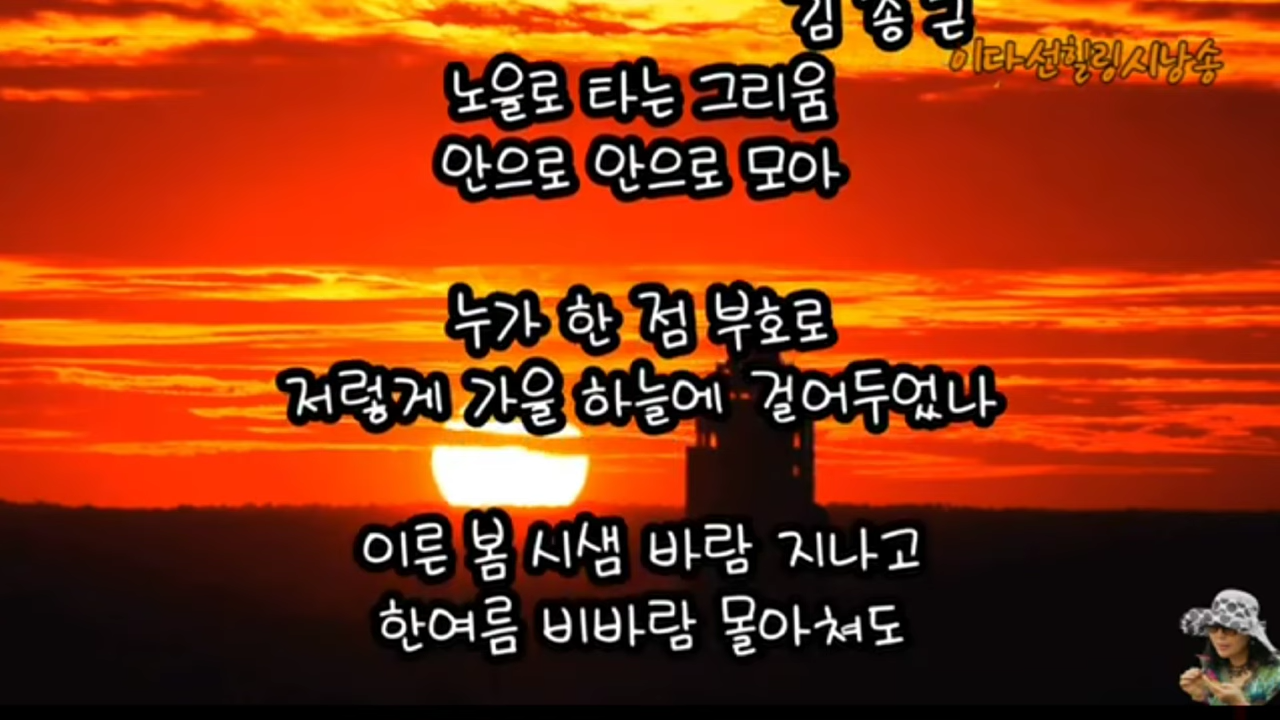 김 종 근
이다선힐링시낭송
노을로 타는 그리움
안으로 안으로 모아
누가 한 점 부호로
저렇게 가을 하늘에 걸어두었나
이른 봄 시샘 바람 지나고
한여름 비바람 몰아쳐도